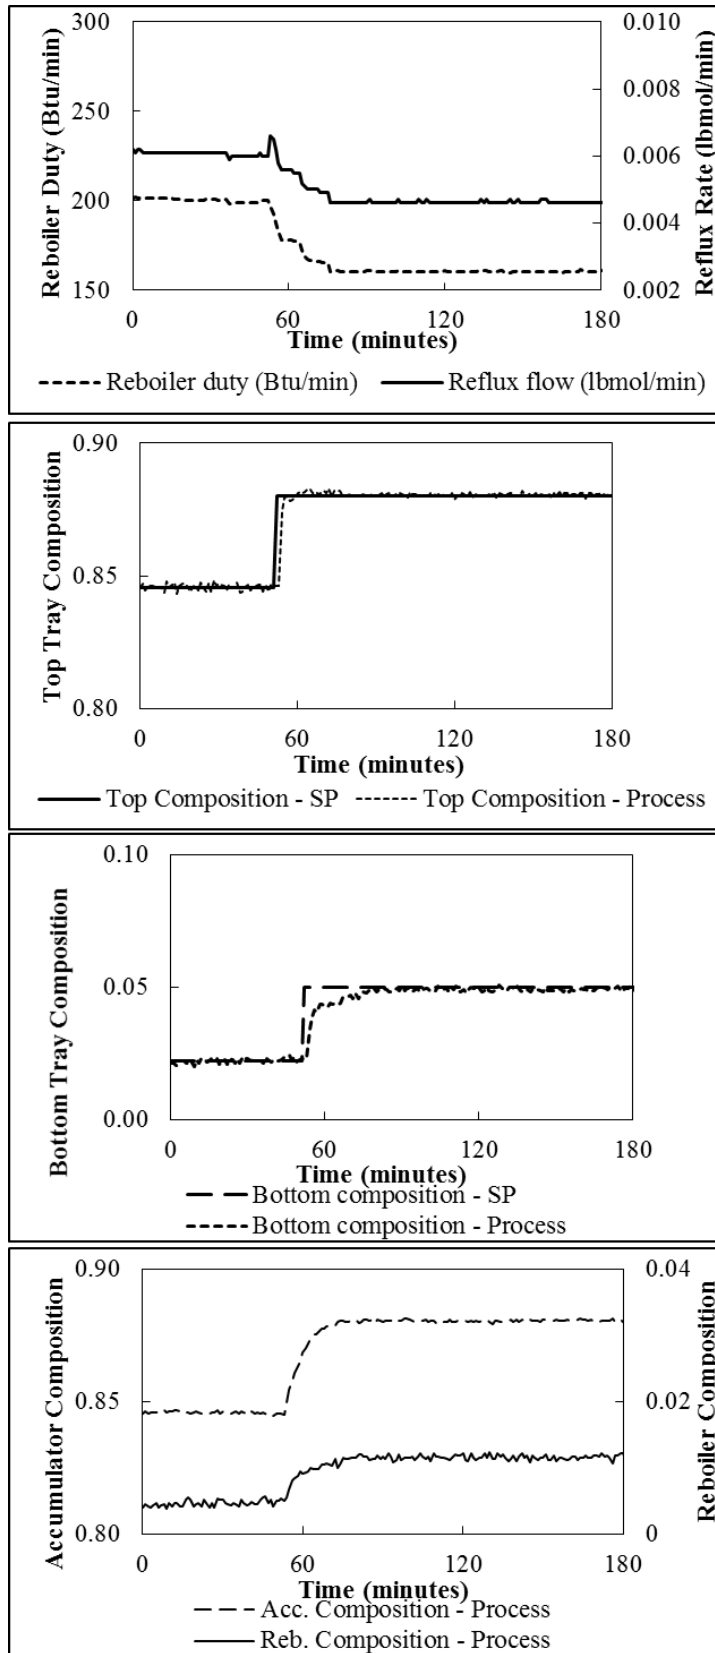 Reboiler Duty (Btu/min)
300
250
200
150
0.010
0.008
0.006
0.004
0.002
Reflux Rate (lbmol/min)
0 60 120 180
Time (minutes)
Reboiler duty (Btu/min) Reflux flow (lbmol/min)
Top Tray Composition
0.90
0.85
0.80
0 60 120 180
Time (minutes)
Top Composition - SP Top Composition - Process
Bottom Tray Composition
0.10
0.05
0.00
0 60 120 180
Time (minutes)
Bottom composition - SP
Bottom composition - Process
Accumulator Composition
0.90
0.85
0.80
0.04
0.02
0
Reboiler Composition
0 60 120 180
Time (minutes)
Acc. Composition - Process
Reb. Composition - Process